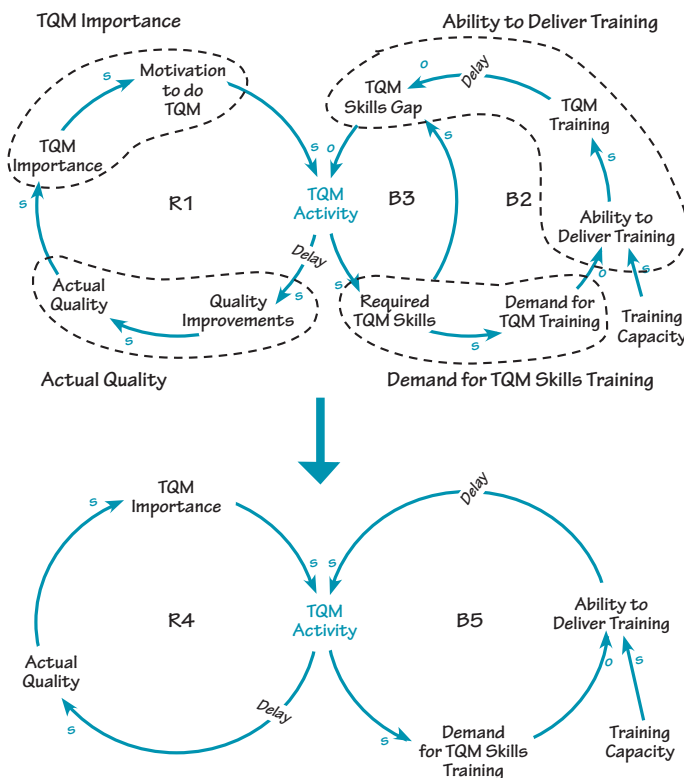 TQM Importance
Ability to Deliver Training
s
Motivation
to do
TQM
TQM
Importance
o
Delay
TQM
Skills Gap
TQM
Training
s
o
s
s
s
R1
TQM
Activity
B3
B2
Ability to
Deliver Training
Delay
s
Actual
Quality
s
Quality
Improvements
s
s
Required
TQM Skills
s
Demand for
TQM Training
o
s
Training
Capacity
Actual Quality
Demand for TQM Skills Training
s
TQM
Importance
Delay
s
s
R4
TQM
Activity
B5
Ability to
Deliver Training
Actual
Quality
s
Delay
s
o
s
Demand
for TQM Skills
Training
Training
Capacity